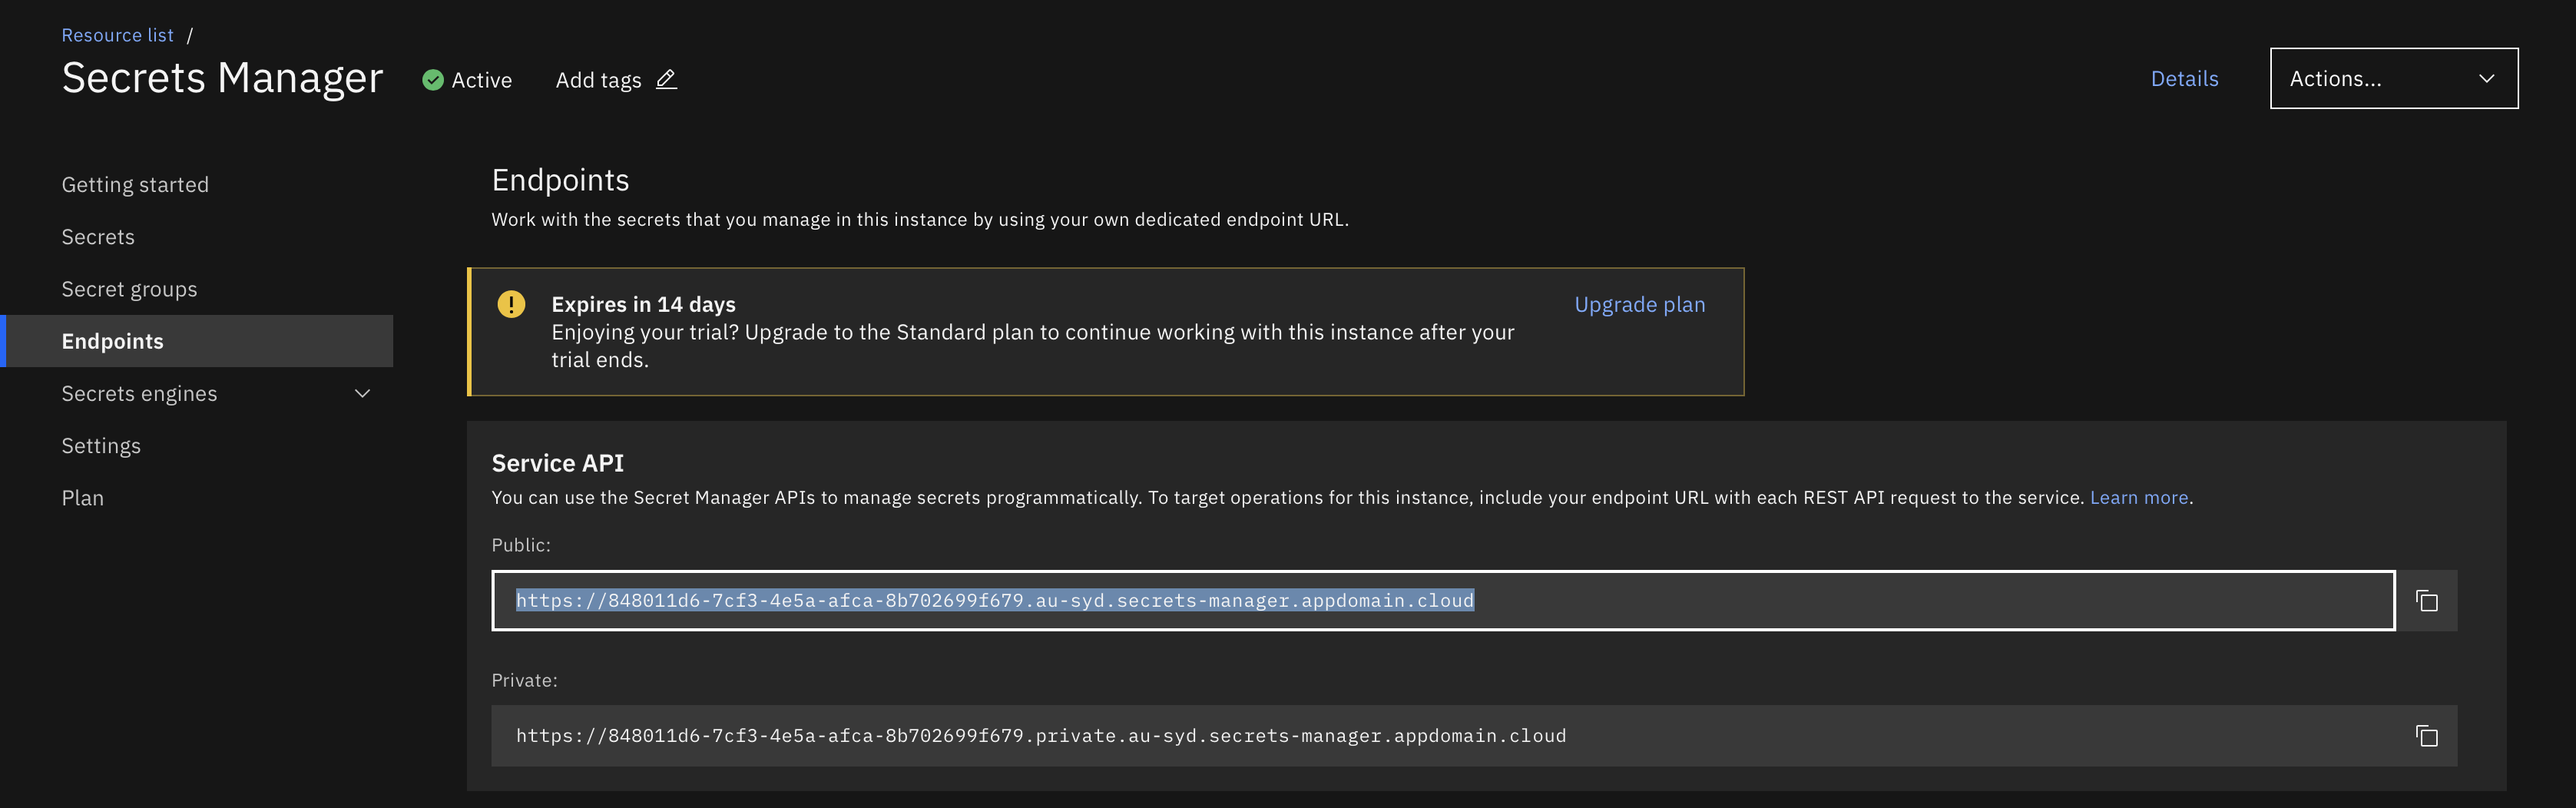 Resource list /
Secrets Manager
Active
Add tags
Details
Actions...
Getting started
Secrets
Secret groups
Endpoints
Secrets engines
Settings
Plan
Endpoints
Work with the secrets that you manage in this instance by using your own dedicated endpoint URL.
Expires in 14 days
Upgrade plan
Enjoying your trial? Upgrade to the Standard plan to continue working with this instance after your
trial ends.
Service API
You can use the Secret Manager APIs to manage secrets programmatically. To target operations for this instance, include your endpoint URL with each REST API request to the service. Learn more.
Public:
https://848011d6-7cf3-4e5a-afca-8b702699f679.au-syd.secrets-manager.appdomain.cloud
Private:
https://848011d6-7cf3-4e5a-afca-8b702699f679.private.au-syd.secrets-manager.appdomain.cloud